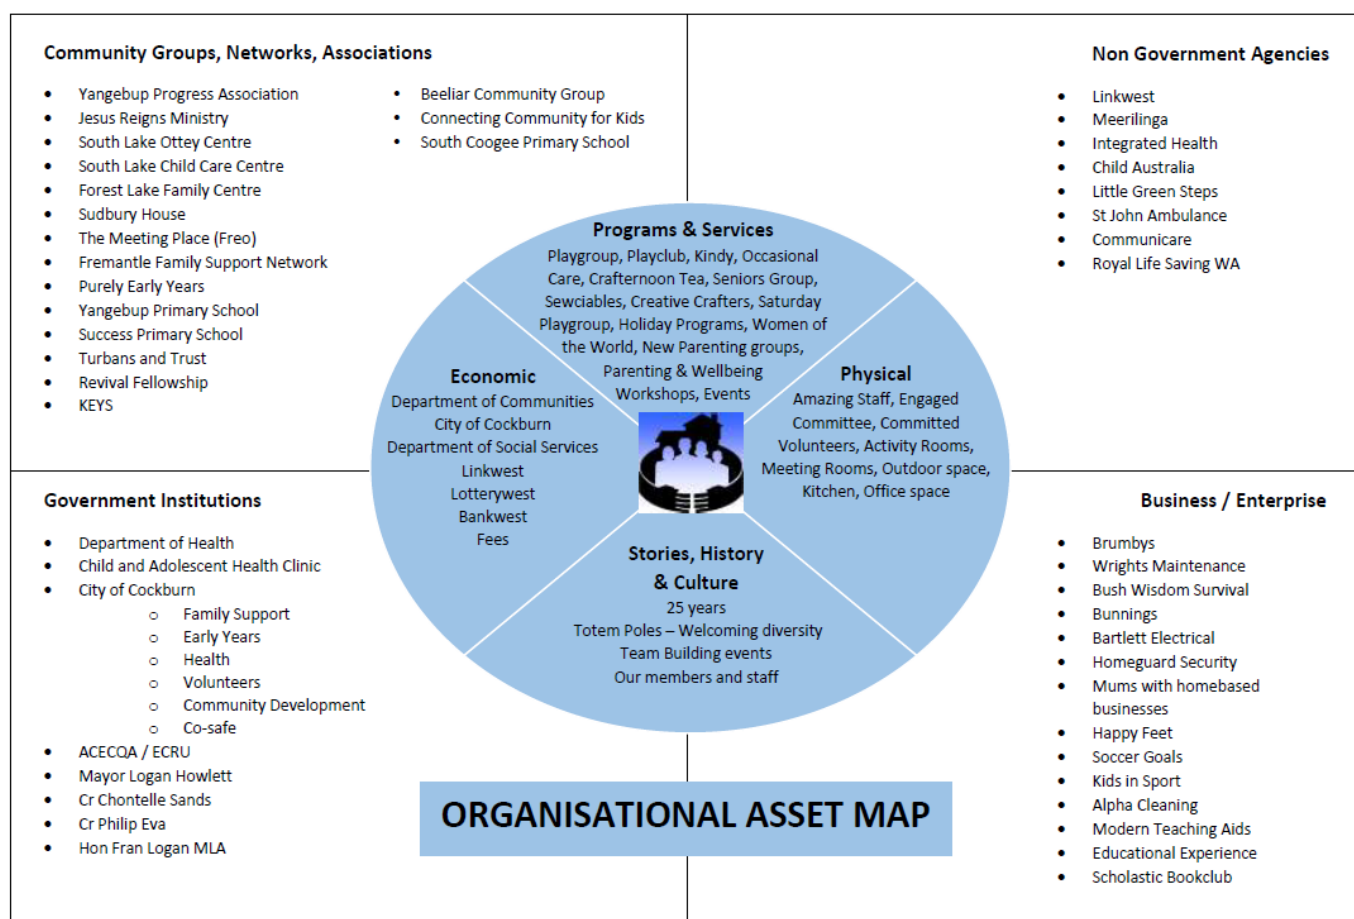 Community Groups, Networks, Associations
• Yangebup Progress Association
• Jesus Reigns Ministry
• South Lake Ottey Centre
• South Lake Child Care Centre
• Forest Lake Family Centre
• Sudbury House
• The Meeting Place (Freo)
• Fremantle Family Support Network
• Purely Early Years
• Yangebup Primary School
• Success Primary School
• Turbans and Trust
• Revival Fellowship
• KEYS
• Beeliar Community Group
• Connecting Community for Kids
• South Coogee Primary School
Non Government Agencies
• Linkwest
• Meerilinga
• Integrated Health
• Child Australia
• Little Green Steps
• St John Ambulance
• Communicare
• Royal Life Saving WA
Programs & Services
Playgroup, Playclub, Kindy, Occasional
Care, Crafternoon Tea, Seniors Group,
Sewciables, Creative Crafters, Saturday
Playgroup, Holiday Programs, Women of
the World, New Parenting groups,
Parenting & Wellbeing
Workshops, Events
Economic
Department of Communities
City of Cockburn
Department of Social Services
Linkwest
Lotterywest
Bankwest
Fees
Physical
Amazing Staff, Engaged
Committee, Committed
Volunteers, Activity Rooms,
Meeting Rooms, Outdoor space,
Kitchen, Office space
Stories, History
& Culture
25 years
Totem Poles – Welcoming diversity
Team Building events
Our members and staff
Government Institutions
• Department of Health
• Child and Adolescent Health Clinic
• City of Cockburn
o Family Support
o Early Years
o Health
o Volunteers
o Community Development
o Co-safe
• ACECQA / ECRU
• Mayor Logan Howlett
• Cr Chontelle Sands
• Cr Philip Eva
• Hon Fran Logan MLA
Business / Enterprise
• Brumbys
• Wrights Maintenance
• Bush Wisdom Survival
• Bunnings
• Bartlett Electrical
• Homeguard Security
• Mums with homebased
businesses
• Happy Feet
• Soccer Goals
• Kids in Sport
• Alpha Cleaning
• Modern Teaching Aids
• Educational Experience
• Scholastic Bookclub
ORGANISATIONAL ASSET MAP